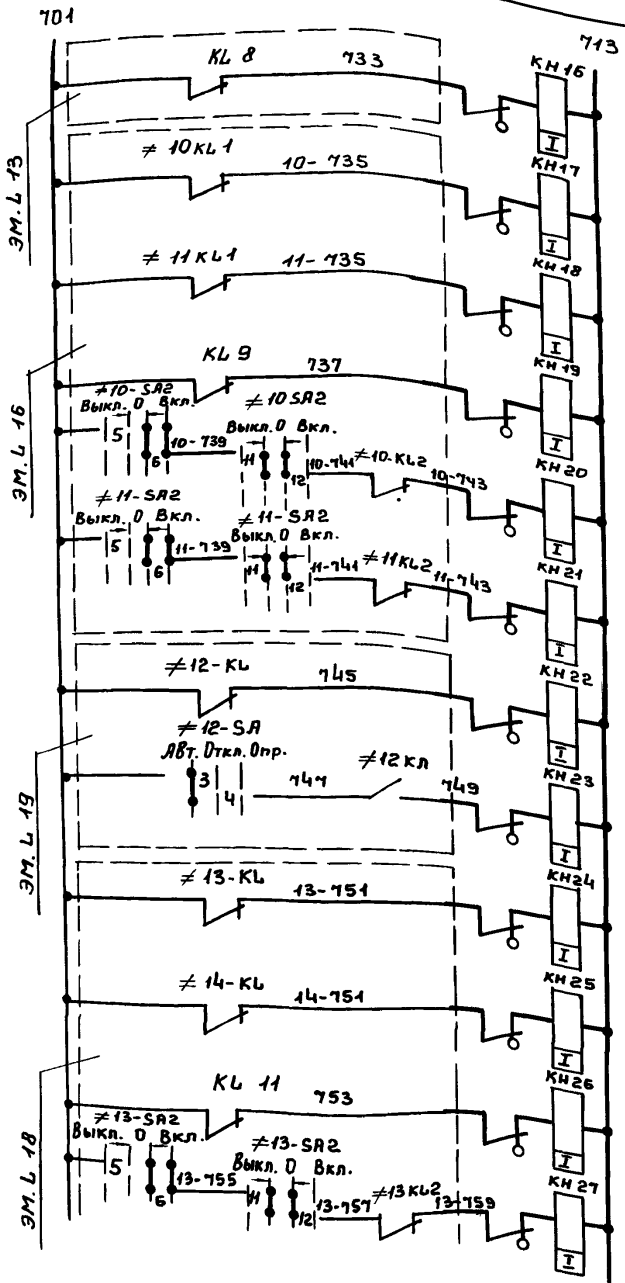 701
713
KL 8
733
KH16
I
≠ 10KL1
10-735
KH17
I
≠ 11KL1
11-735
KH18
I
KL 9
737
KH19
I
≠10-SA2
Выкл. 0 Вкл.
5
6
10-739
≠10SA2
Выкл. 0 Вкл.
11
12
10-741
≠10-KL2
10-743
KH20
I
≠11-SA2
Выкл. 0 Вкл.
5
6
11-739
≠11-SA2
Выкл. 0 Вкл.
11
12
11-741
≠11KL2
11-743
KH21
I
≠12-KL
745
KH22
I
≠12-SA
Авт. Откл. Опр.
3
4
747
≠12кл
749
KH23
I
≠ 13-KL
13-751
KH24
I
≠ 14-KL
14-751
KH25
I
KL 11
753
KH26
I
≠13-SA2
Выкл. 0 Вкл.
5
6
13-755
≠13-SA2
Выкл. 0 Вкл.
11
12
13-757
≠13KL2
13-759
KH27
I
ЭМ. L 13
ЭМ. L 16
ЭМ. L 18